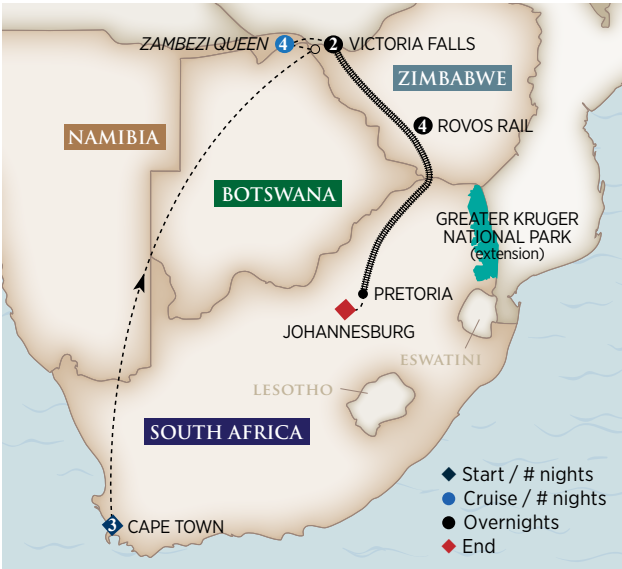 ZAMBEZI QUEEN 4
2 VICTORIA FALLS
ZIMBABWE
4 ROVOS RAIL
NAMIBIA
BOTSWANA
GREATER KRUGER
NATIONAL PARK
(extension)
PRETORIA
JOHANNESBURG
ESWATINI
LESOTHO
SOUTH AFRICA
3 CAPE TOWN
Start / # nights
Cruise / # nights
Overnights
End